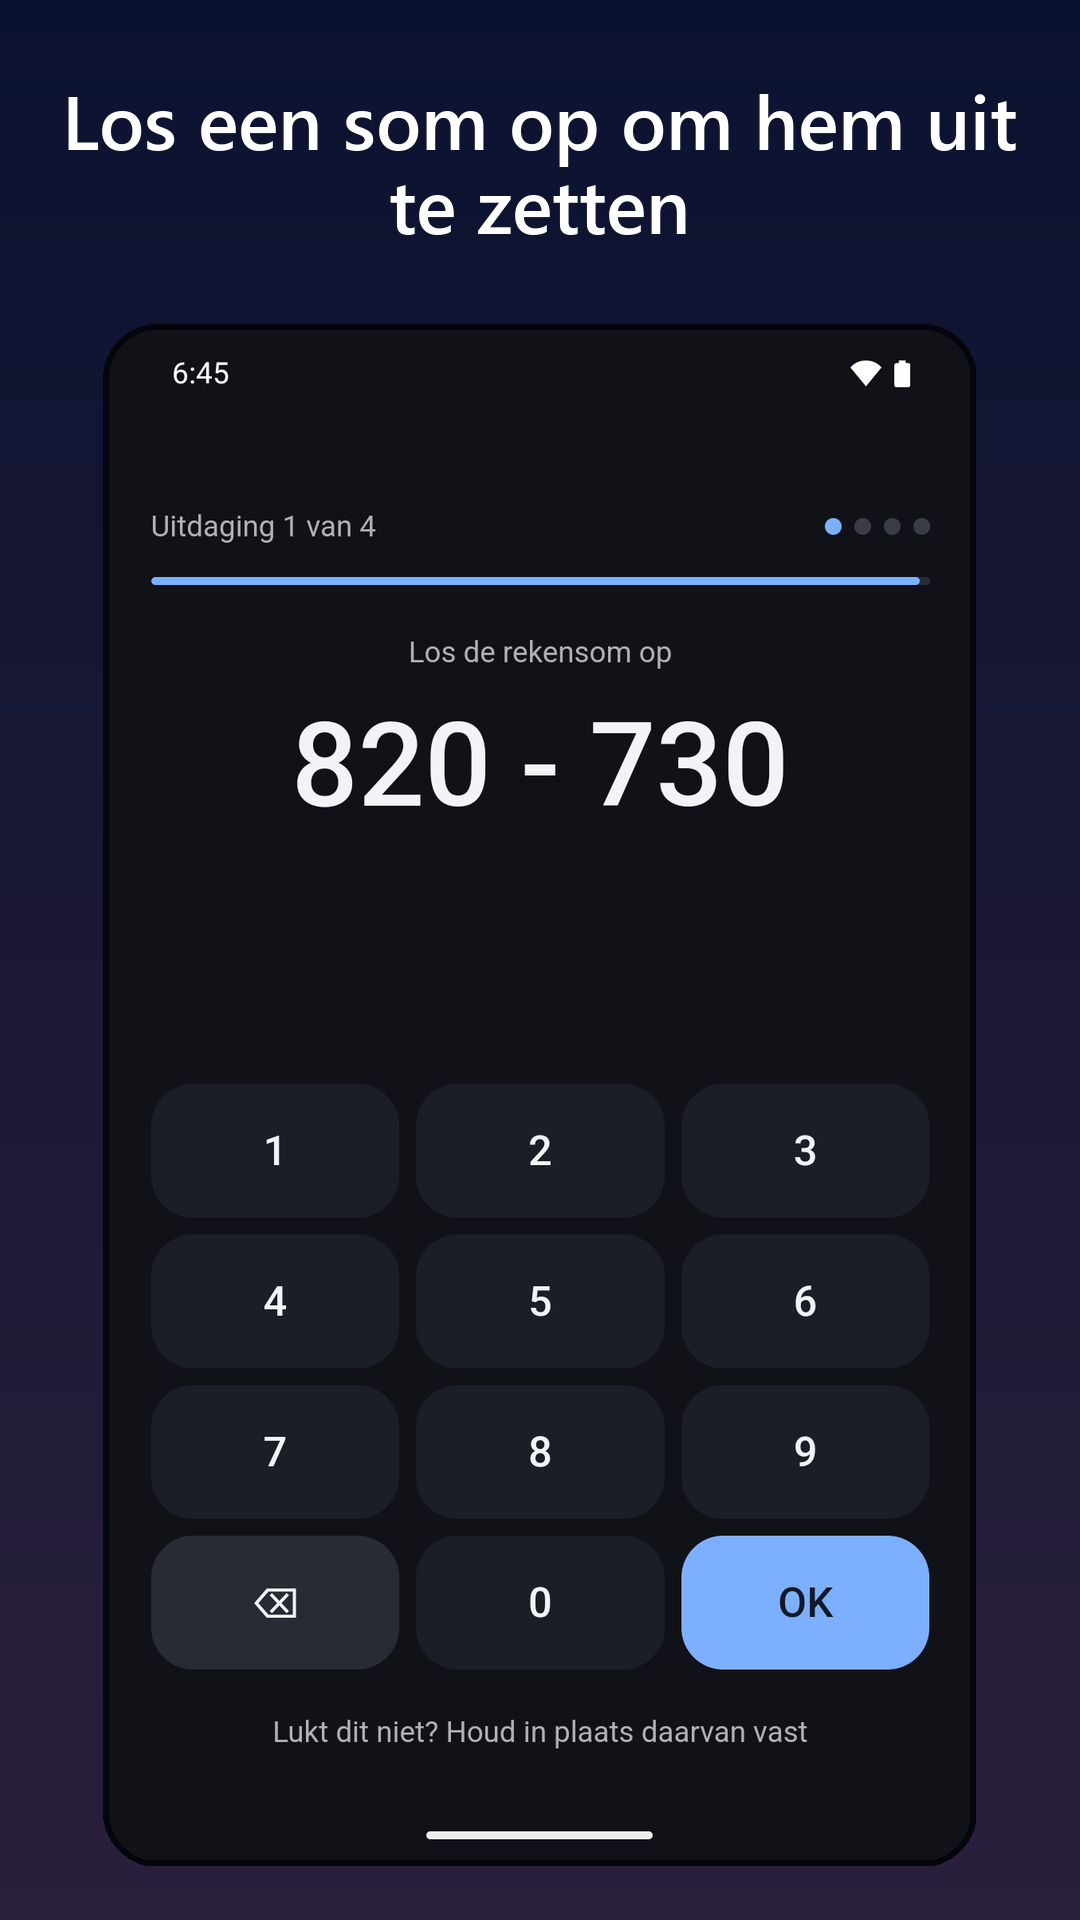 Los een som op om hem uit
te zetten
6:45
Uitdaging 1 van 4
Los de rekensom op
820 - 730
1 2 3
4 5 6
7 8 9
0 OK
Lukt dit niet? Houd in plaats daarvan vast